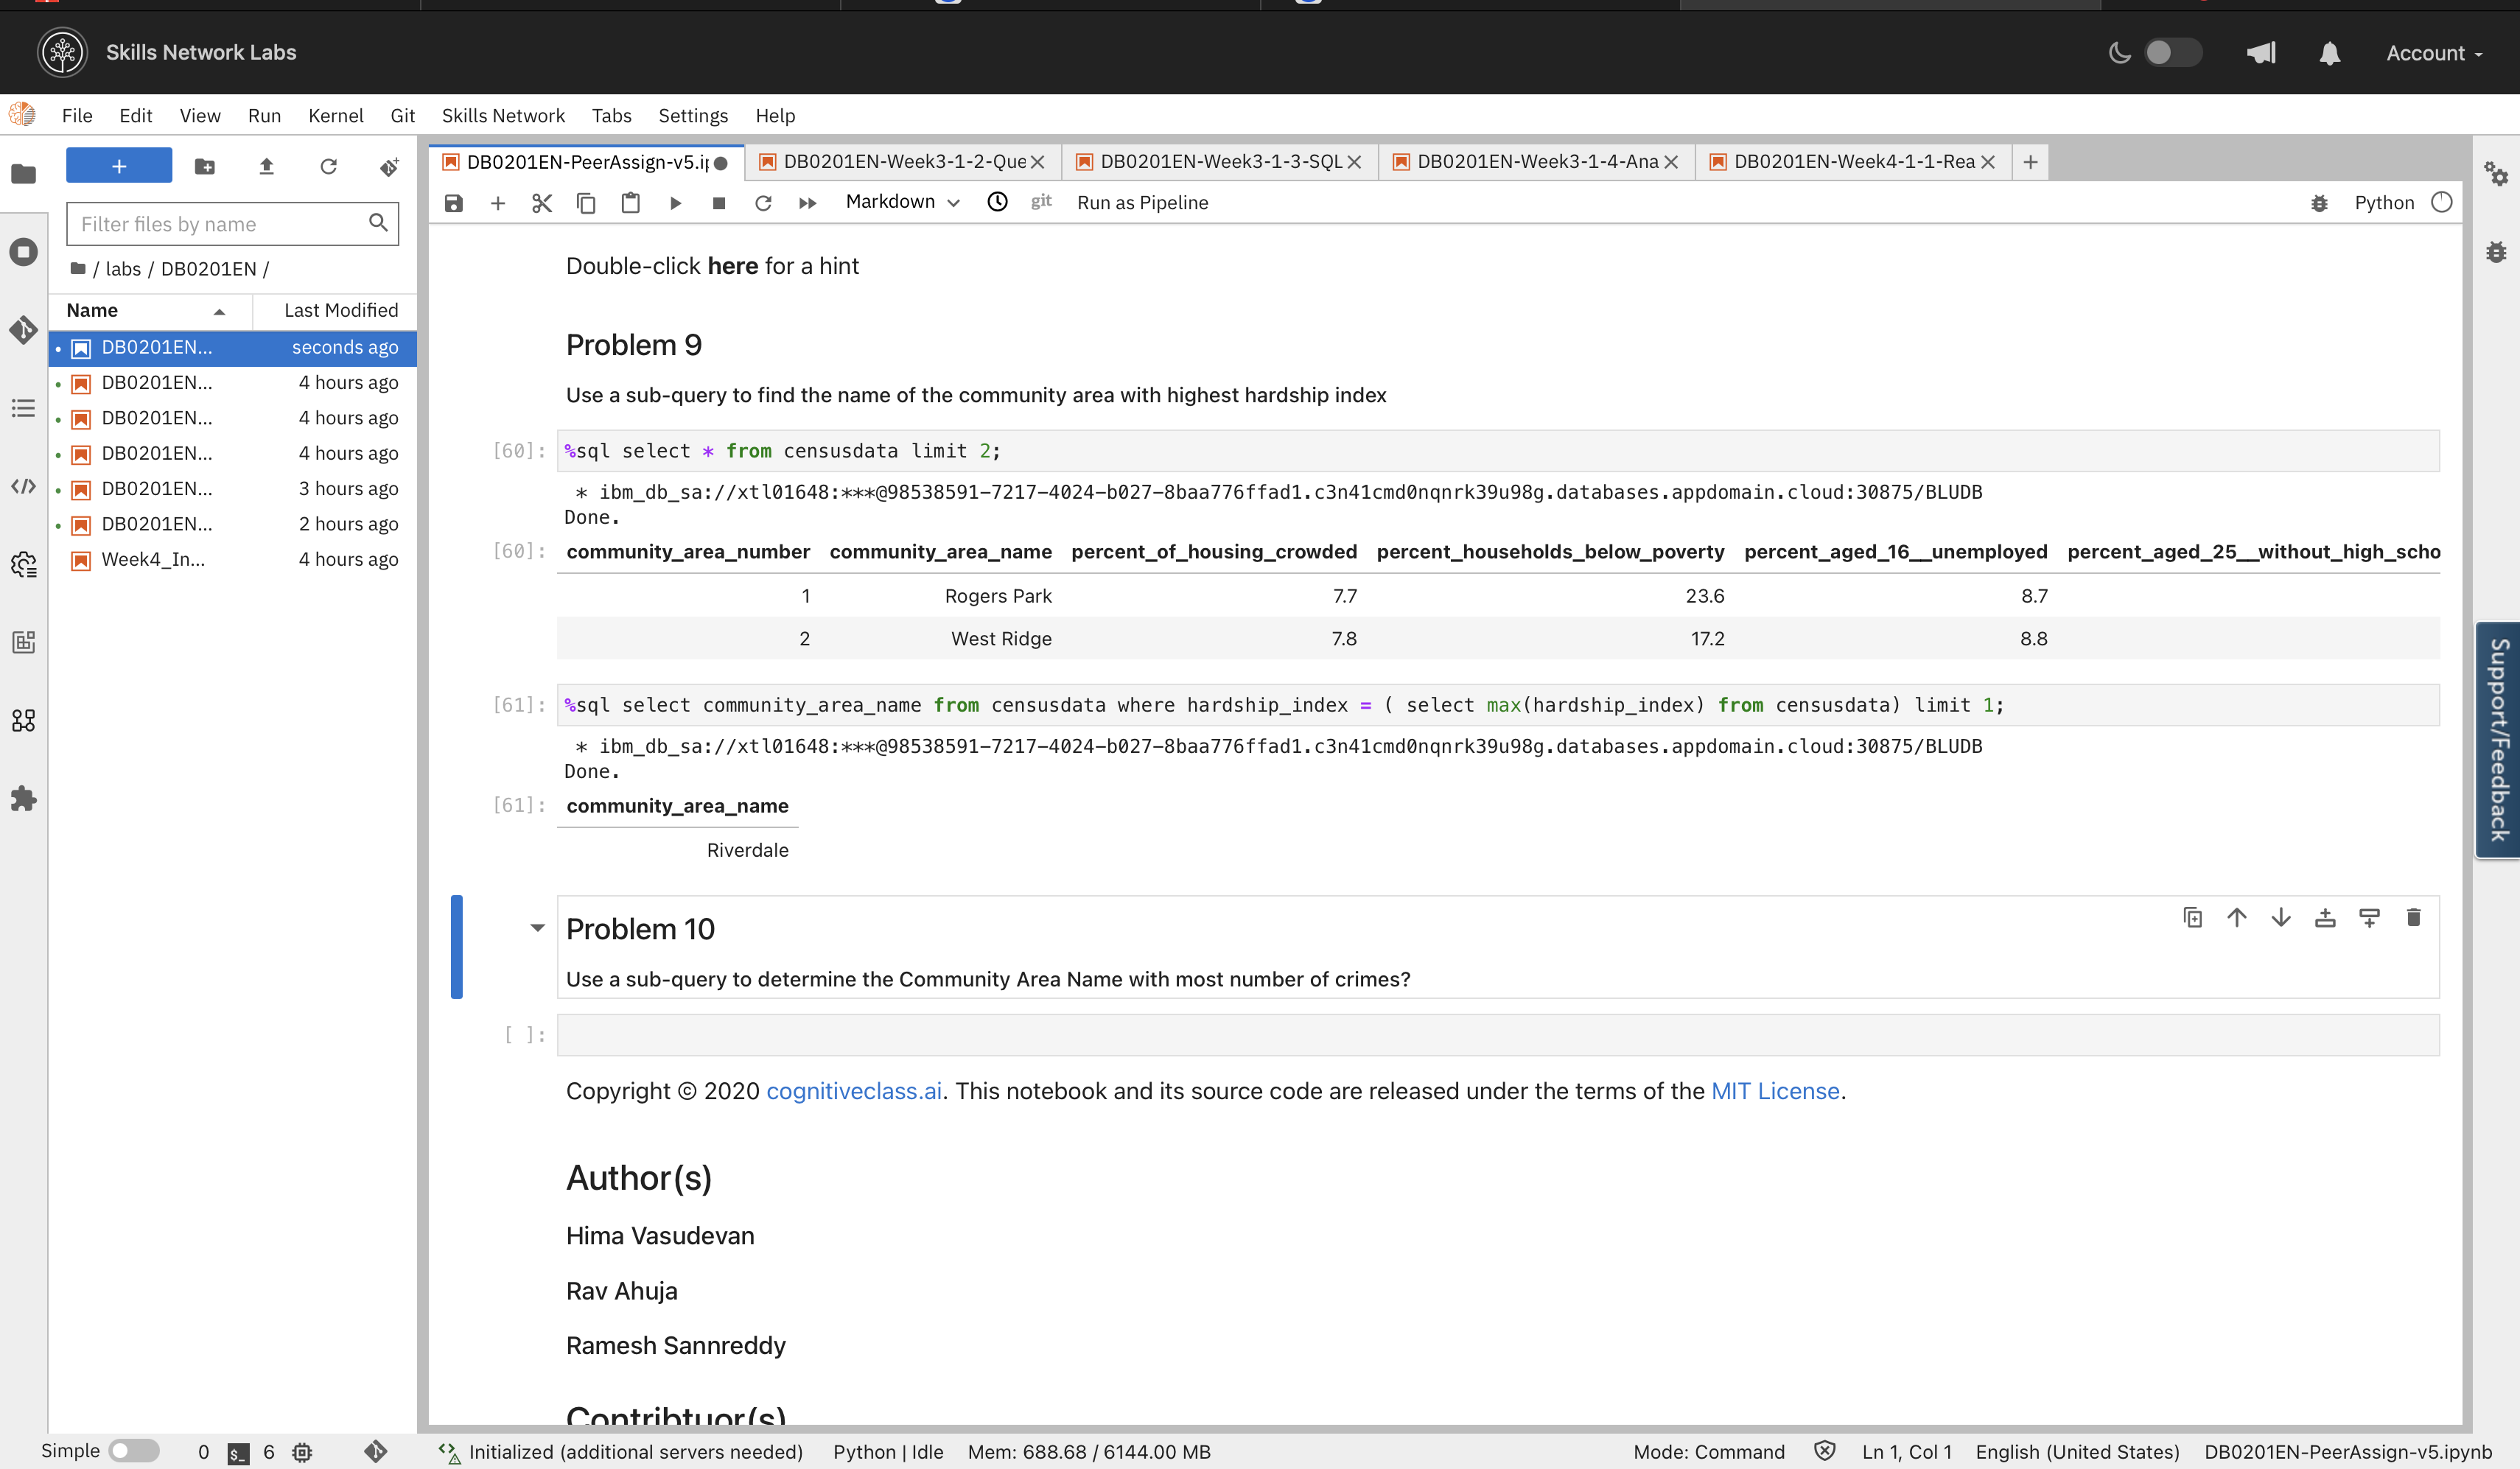 Skills Network Labs
Account
File Edit View Run Kernel Git Skills Network Tabs Settings Help
+
DB0201EN-PeerAssign-v5.ip
DB0201EN-Week3-1-2-Que
DB0201EN-Week3-1-3-SQL
DB0201EN-Week3-1-4-Ana
DB0201EN-Week4-1-1-Rea
Markdown
git
Run as Pipeline
Python
Filter files by name
/ labs / DB0201EN /
Name Last Modified
DB0201EN... seconds ago
DB0201EN... 4 hours ago
DB0201EN... 4 hours ago
DB0201EN... 4 hours ago
DB0201EN... 3 hours ago
DB0201EN... 2 hours ago
Week4_In... 4 hours ago
Double-click here for a hint
Problem 9
Use a sub-query to find the name of the community area with highest hardship index
[60]: %sql select * from censusdata limit 2;
* ibm_db_sa://xtl01648:***@98538591-7217-4024-b027-8baa776ffad1.c3n41cmd0nqnrk39u98g.databases.appdomain.cloud:30875/BLUDB
Done.
[60]: community_area_number community_area_name percent_of_housing_crowded percent_households_below_poverty percent_aged_16__unemployed percent_aged_25__without_high_scho
1 Rogers Park 7.7 23.6 8.7
2 West Ridge 7.8 17.2 8.8
[61]: %sql select community_area_name from censusdata where hardship_index = ( select max(hardship_index) from censusdata) limit 1;
* ibm_db_sa://xtl01648:***@98538591-7217-4024-b027-8baa776ffad1.c3n41cmd0nqnrk39u98g.databases.appdomain.cloud:30875/BLUDB
Done.
[61]: community_area_name
Riverdale
Problem 10
Use a sub-query to determine the Community Area Name with most number of crimes?
[ ]:
Copyright © 2020 cognitiveclass.ai. This notebook and its source code are released under the terms of the MIT License.
Author(s)
Hima Vasudevan
Rav Ahuja
Ramesh Sannreddy
Contribtuor(s)
Support/Feedback
Simple 0 $_ 6 Initialized (additional servers needed) Python | Idle Mem: 688.68 / 6144.00 MB Mode: Command Ln 1, Col 1 English (United States) DB0201EN-PeerAssign-v5.ipynb